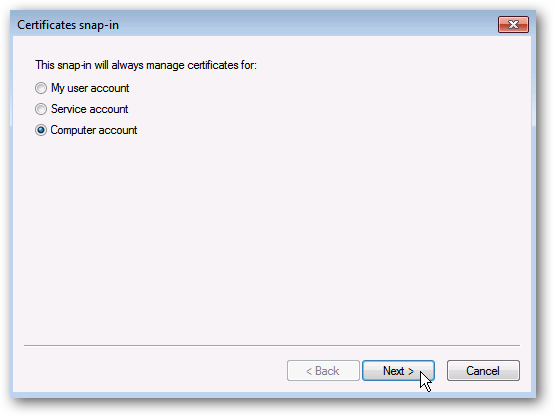 Certificates snap-in
This snap-in will always manage certificates for:
My user account
Service account
Computer account
< Back
Next >
Cancel